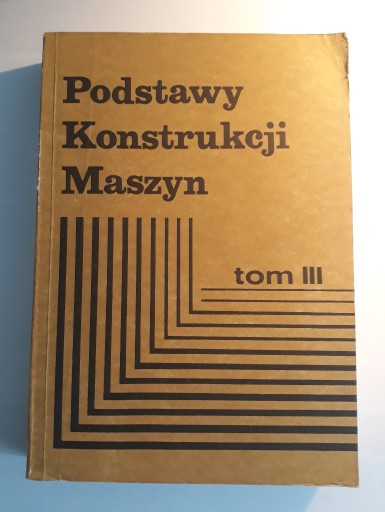 Podstawy
Konstrukcji
Maszyn
tom III